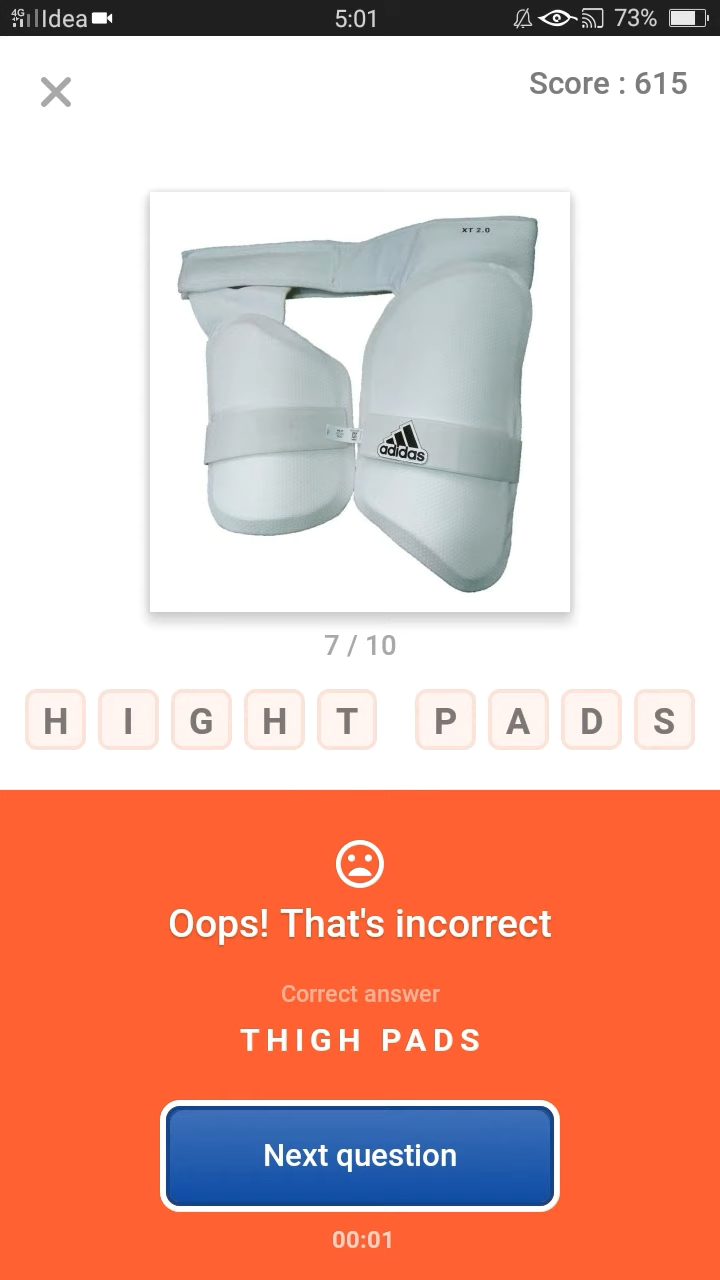 4G Idea 5:01 73%
Score : 615
XT 2.0
adidas
7 / 10
H I G H T P A D S
Oops! That's incorrect
Correct answer
THIGH PADS
Next question
00:01